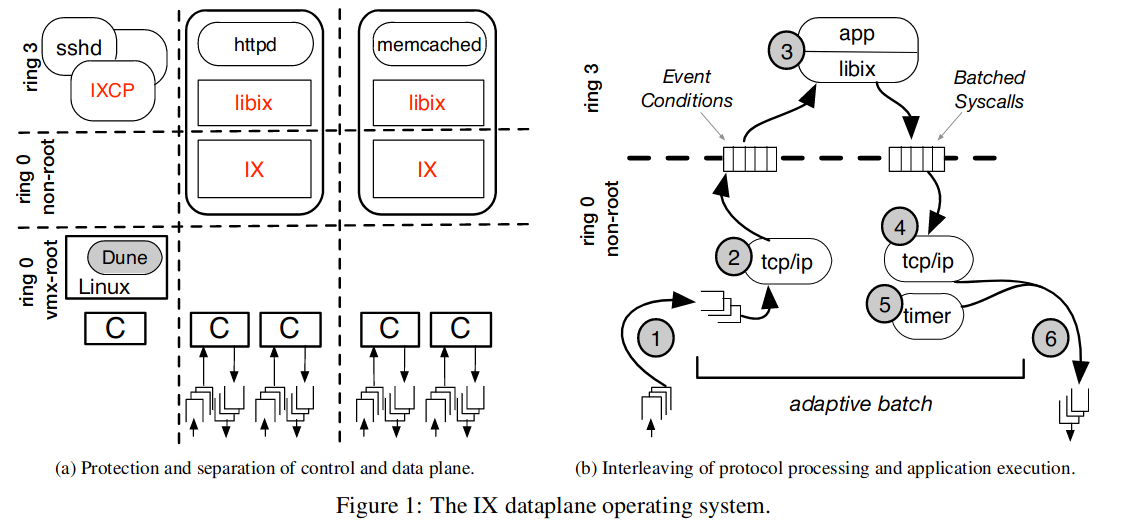 ring 3
sshd
IXCP
httpd
libix
memcached
libix
ring 0
non-root
IX
IX
ring 0
vmx-root
Dune
Linux
C
C
C
C
C
(a) Protection and separation of control and data plane.
ring 3
3
app
libix
Event
Conditions
Batched
Syscalls
ring 0
non-root
2
tcp/ip
4
tcp/ip
5
timer
1
6
adaptive batch
(b) Interleaving of protocol processing and application execution.
Figure 1: The IX dataplane operating system.